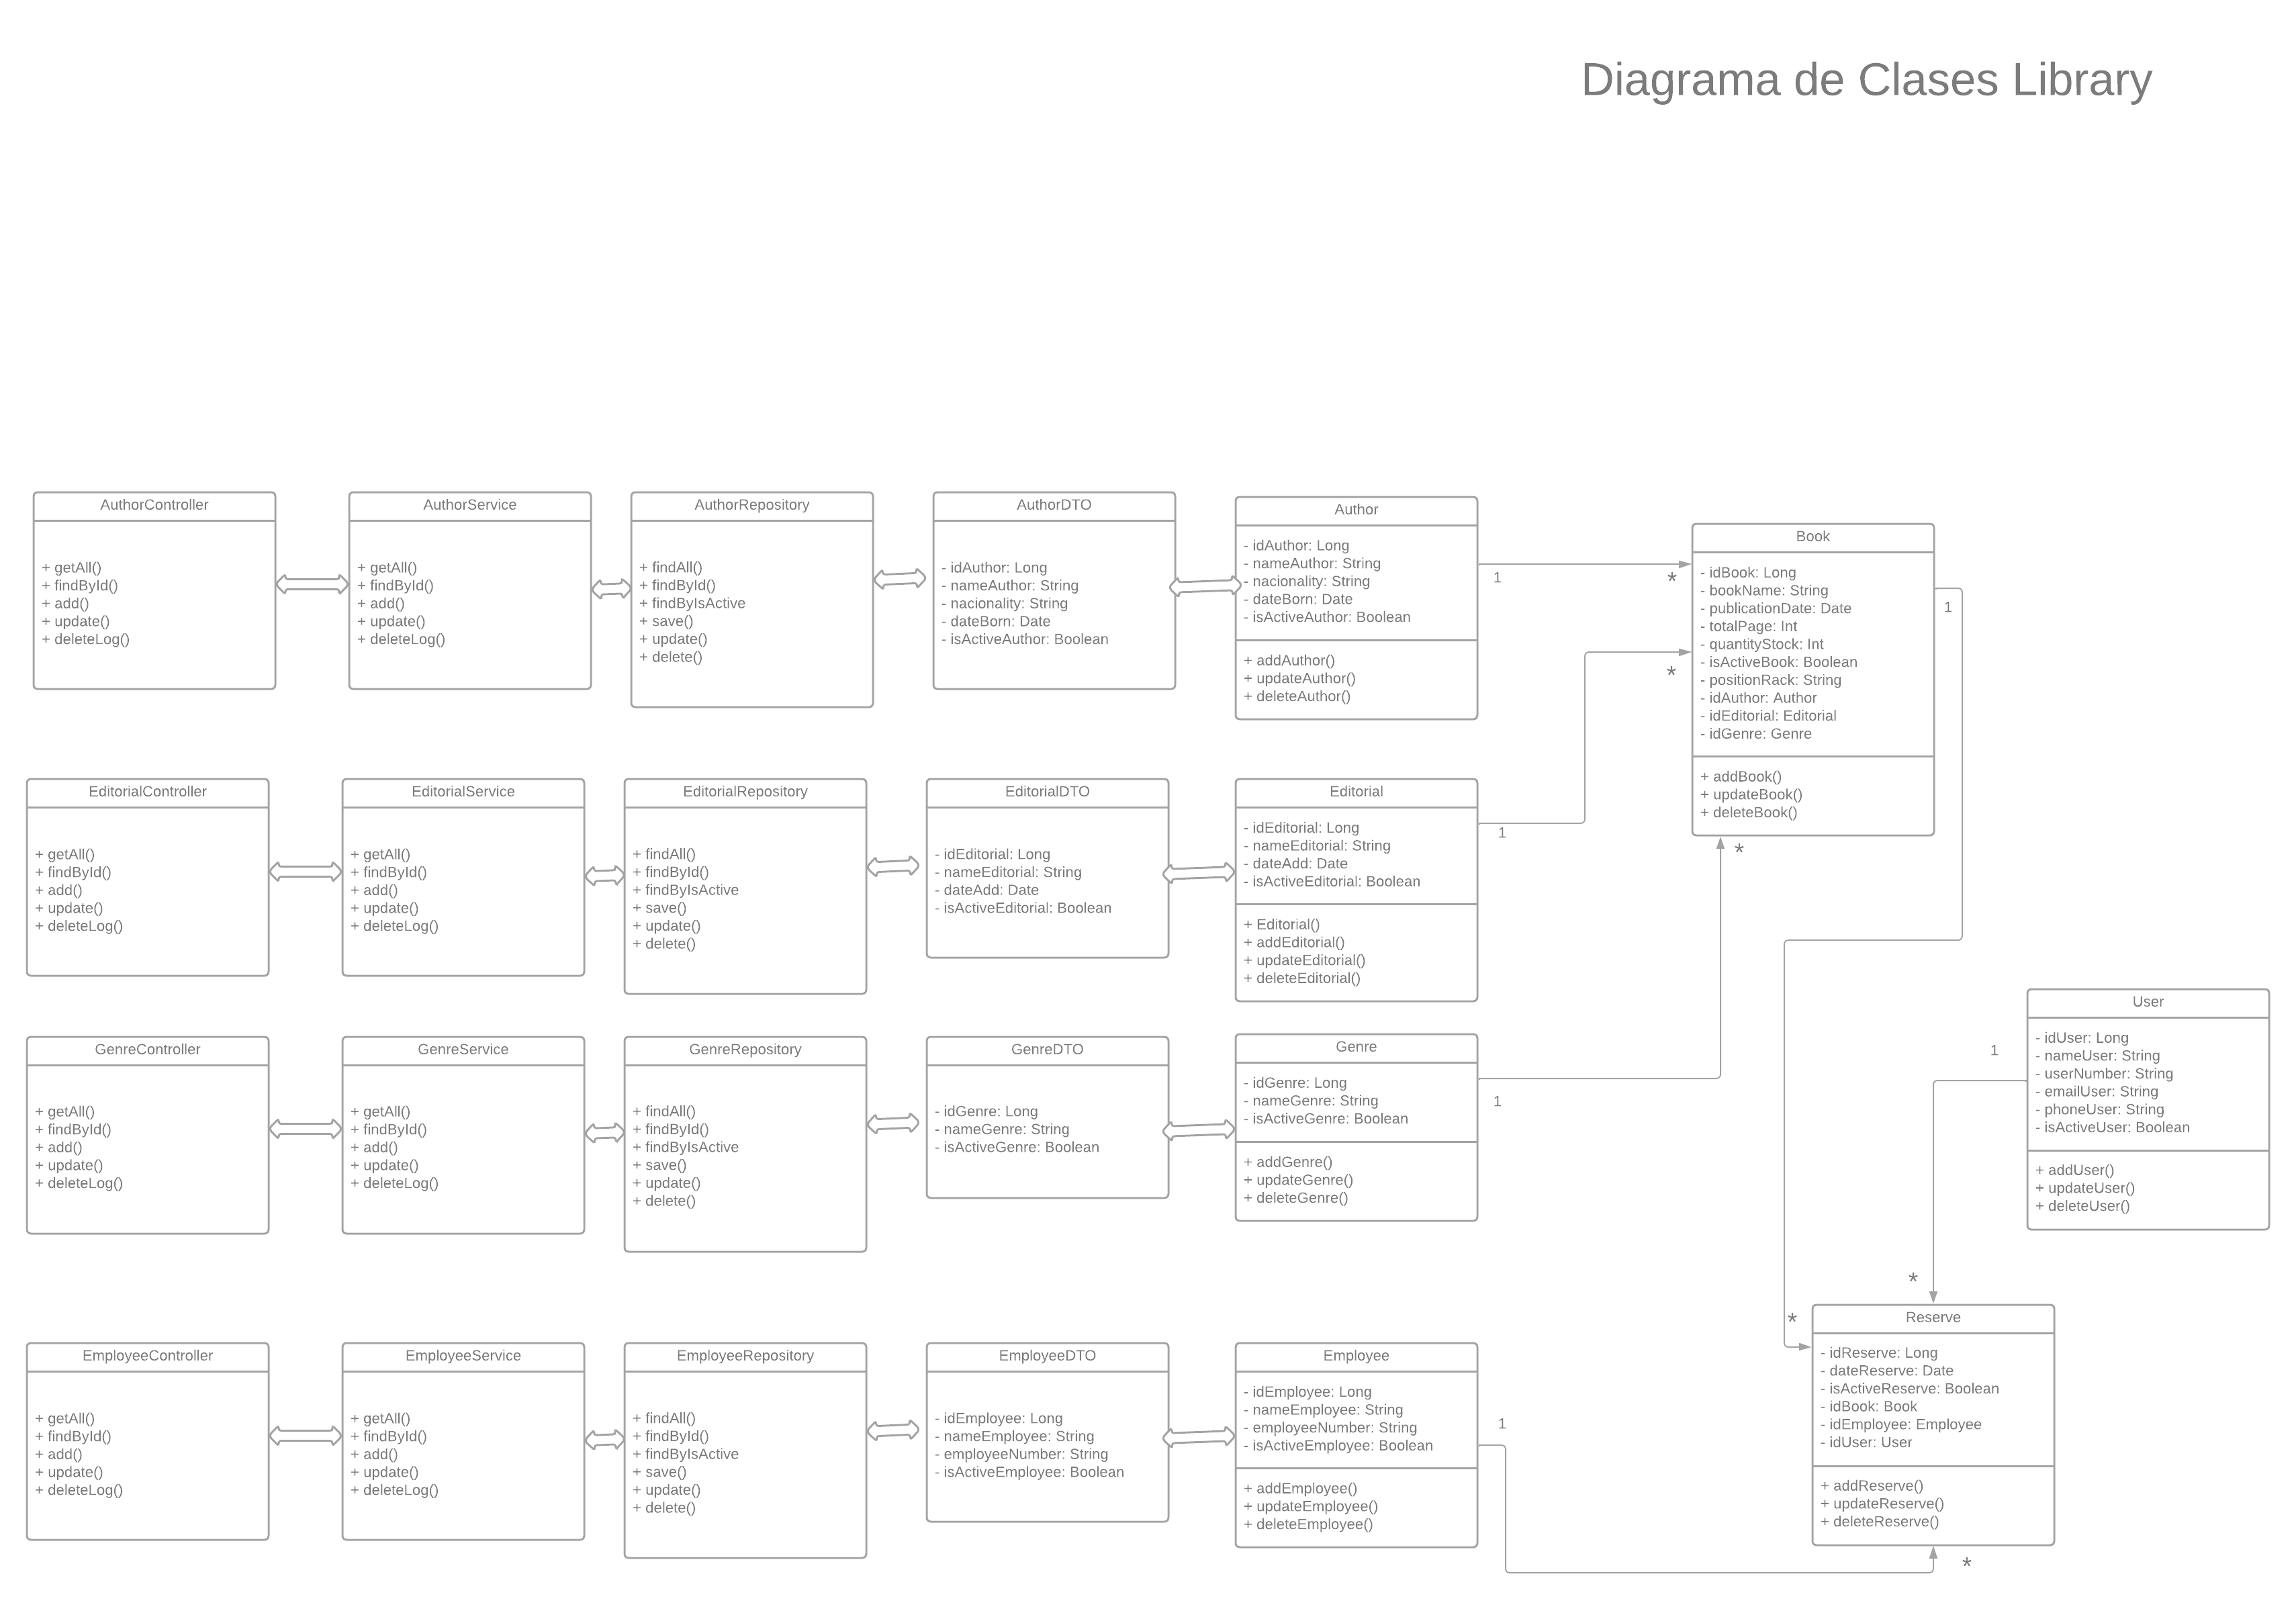 Diagrama de Clases Library
AuthorController
+ getAll()
+ findById()
+ add()
+ update()
+ deleteLog()
AuthorService
+ getAll()
+ findById()
+ add()
+ update()
+ deleteLog()
AuthorRepository
+ findAll()
+ findById()
+ findByIsActive
+ save()
+ update()
+ delete()
AuthorDTO
- idAuthor: Long
- nameAuthor: String
- nacionality: String
- dateBorn: Date
- isActiveAuthor: Boolean
Author
- idAuthor: Long
- nameAuthor: String
- nacionality: String
- dateBorn: Date
- isActiveAuthor: Boolean
+ addAuthor()
+ updateAuthor()
+ deleteAuthor()
1
*
Book
- idBook: Long
- bookName: String
- publicationDate: Date
- totalPage: Int
- quantityStock: Int
- isActiveBook: Boolean
- positionRack: String
- idAuthor: Author
- idEditorial: Editorial
- idGenre: Genre
+ addBook()
+ updateBook()
+ deleteBook()
1
*
EditorialController
+ getAll()
+ findById()
+ add()
+ update()
+ deleteLog()
EditorialService
+ getAll()
+ findById()
+ add()
+ update()
+ deleteLog()
EditorialRepository
+ findAll()
+ findById()
+ findByIsActive
+ save()
+ update()
+ delete()
EditorialDTO
- idEditorial: Long
- nameEditorial: String
- dateAdd: Date
- isActiveEditorial: Boolean
Editorial
- idEditorial: Long
- nameEditorial: String
- dateAdd: Date
- isActiveEditorial: Boolean
+ Editorial()
+ addEditorial()
+ updateEditorial()
+ deleteEditorial()
1
*
GenreController
+ getAll()
+ findById()
+ add()
+ update()
+ deleteLog()
GenreService
+ getAll()
+ findById()
+ add()
+ update()
+ deleteLog()
GenreRepository
+ findAll()
+ findById()
+ findByIsActive
+ save()
+ update()
+ delete()
GenreDTO
- idGenre: Long
- nameGenre: String
- isActiveGenre: Boolean
Genre
- idGenre: Long
- nameGenre: String
- isActiveGenre: Boolean
+ addGenre()
+ updateGenre()
+ deleteGenre()
1
User
- idUser: Long
- nameUser: String
- userNumber: String
- emailUser: String
- phoneUser: String
- isActiveUser: Boolean
+ addUser()
+ updateUser()
+ deleteUser()
1
*
*
EmployeeController
+ getAll()
+ findById()
+ add()
+ update()
+ deleteLog()
EmployeeService
+ getAll()
+ findById()
+ add()
+ update()
+ deleteLog()
EmployeeRepository
+ findAll()
+ findById()
+ findByIsActive
+ save()
+ update()
+ delete()
EmployeeDTO
- idEmployee: Long
- nameEmployee: String
- employeeNumber: String
- isActiveEmployee: Boolean
Employee
- idEmployee: Long
- nameEmployee: String
- employeeNumber: String
- isActiveEmployee: Boolean
+ addEmployee()
+ updateEmployee()
+ deleteEmployee()
1
Reserve
- idReserve: Long
- dateReserve: Date
- isActiveReserve: Boolean
- idBook: Book
- idEmployee: Employee
- idUser: User
+ addReserve()
+ updateReserve()
+ deleteReserve()
*